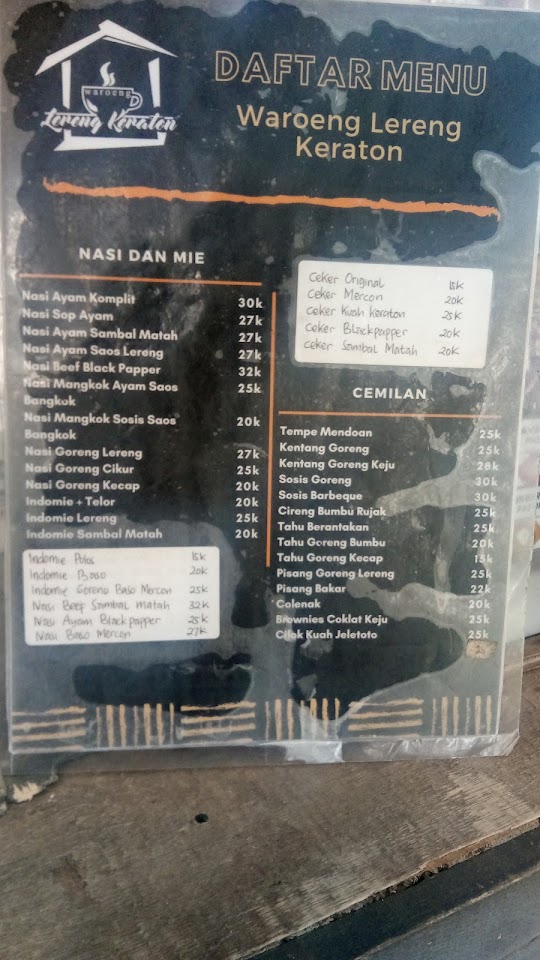 waroeng
Lereng Keraton
DAFTAR MENU
Waroeng Lereng
Keraton
NASI DAN MIE
Nasi Ayam Komplit 30k
Nasi Sop Ayam 27k
Nasi Ayam Sambal Matah 27k
Nasi Ayam Saos Lereng 27k
Nasi Beef Black Papper 32k
Nasi Mangkok Ayam Saos 25k
Bangkok
Nasi Mangkok Sosis Saos 20k
Bangkok
Nasi Goreng Lereng 27k
Nasi Goreng Cikur 25k
Nasi Goreng Kecap 20k
Indomie + Telor 20k
Indomie Lereng 25k
Indomie Sambal Matah 20k
Indomie Polos 15k
Indomie Baso 20k
Indomie Goreng Baso Mercon 25k
Nasi Beef Sambal matah 32k
Nasi Ayam Blackpapper 25k
Nasi Baso Mercon 27k
Ceker Original 15k
Ceker Mercon 20k
Ceker Kuah keraton 25k
Ceker Blackpapper 20k
Ceker Sambal Matah 20k
CEMILAN
Tempe Mendoan 25k
Kentang Goreng 25k
Kentang Goreng Keju 28k
Sosis Goreng 30k
Sosis Barbeque 30k
Cireng Bumbu Rujak 25k
Tahu Berantakan 25k
Tahu Goreng Bumbu 20k
Tahu Goreng Kecap 15k
Pisang Goreng Lereng 25k
Pisang Bakar 22k
Colenak 20k
Brownies Coklat Keju 25k
Cilok Kuah Jeletoto 25k